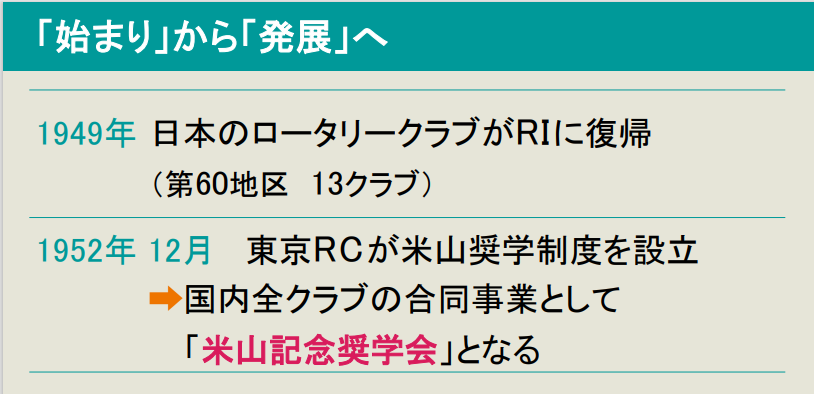 「始まり」から「発展」へ
1949年 日本のロータリークラブがRIに復帰
（第60地区　13クラブ）
1952年 12月　東京RCが米山奨学制度を設立
➡国内全クラブの合同事業として
「米山記念奨学会」となる